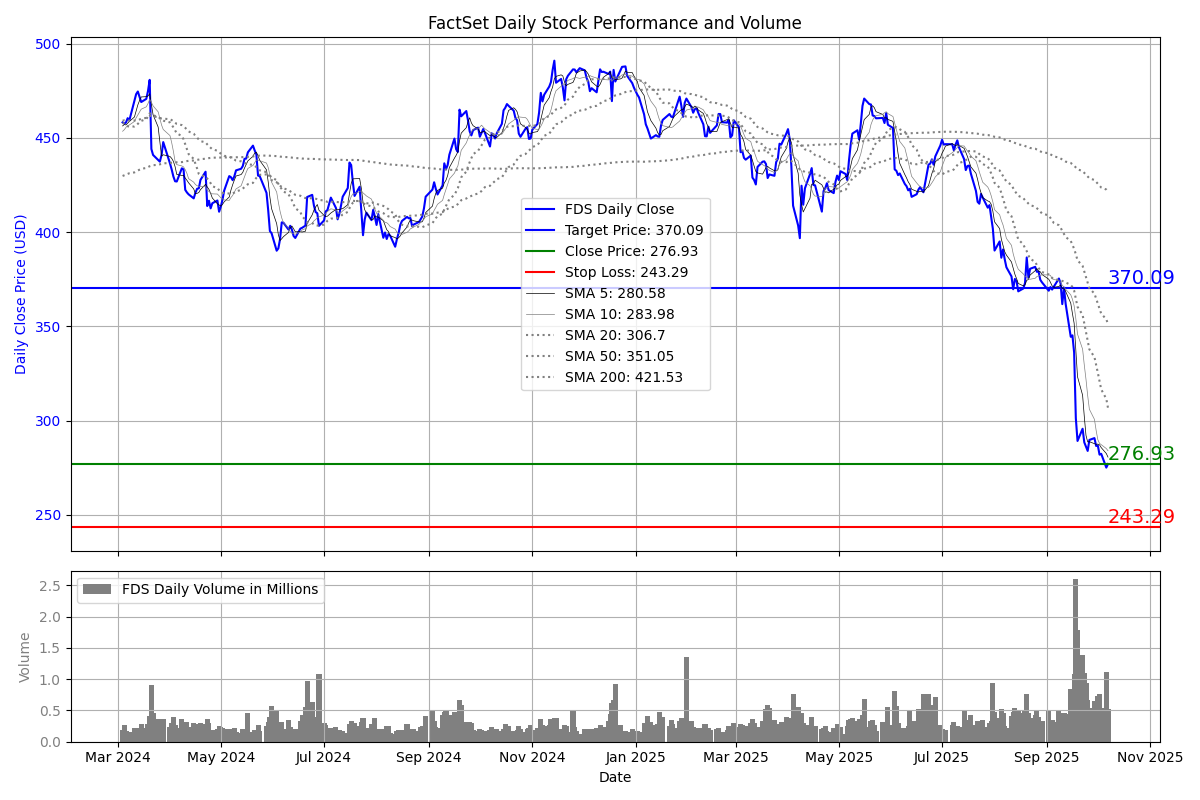 FactSet Daily Stock Performance and Volume
500
450
400
350
300
250
Daily Close Price (USD)
FDS Daily Close
Target Price: 370.09
Close Price: 276.93
Stop Loss: 243.29
SMA 5: 280.58
SMA 10: 283.98
SMA 20: 306.7
SMA 50: 351.05
SMA 200: 421.53
370.09
276.93
243.29
FDS Daily Volume in Millions
2.5
2.0
1.5
1.0
0.5
0.0
Volume
Mar 2024 May 2024 Jul 2024 Sep 2024 Nov 2024 Jan 2025 Mar 2025 May 2025 Jul 2025 Sep 2025 Nov 2025
Date